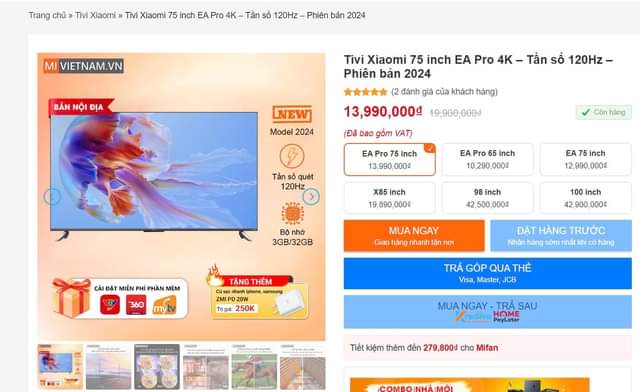 Trang chủ » Tivi Xiaomi » Tivi Xiaomi 75 inch EA Pro 4K – Tần số 120Hz – Phiên bản 2024
MI VIETNAM.VN
BẢN NỘI ĐỊA
NEW
Model 2024
Tần số quét
120Hz
Bộ nhớ
3GB/32GB
CÀI ĐẶT MIỄN PHÍ PHẦN MỀM
360
mytv
TẶNG THÊM
Củ sạc nhanh iphone, samsung
ZMI PD 20W
Trị giá 250K
Tivi Xiaomi 75 inch EA Pro 4K – Tần số 120Hz –
Phiên bản 2024
(2 đánh giá của khách hàng)
13,990,000₫ 19,900,000₫
Còn hàng
(Đã bao gồm VAT)
EA Pro 75 inch
13,990,000₫
EA Pro 65 inch
10,290,000₫
EA 75 inch
12,990,000₫
X85 inch
19,690,000₫
98 inch
42,500,000₫
100 inch
42,900,000₫
MUA NGAY
Giao hàng nhanh tận nơi
ĐẶT HÀNG TRƯỚC
Nhận hàng sớm nhất khi có hàng
TRẢ GÓP QUA THẺ
Visa, Master, JCB
MUA NGAY - TRẢ SAU
HOME
PayLater
Tiết kiệm thêm đến 279,800₫ cho Mifan
COMBO NHÀ MỚI